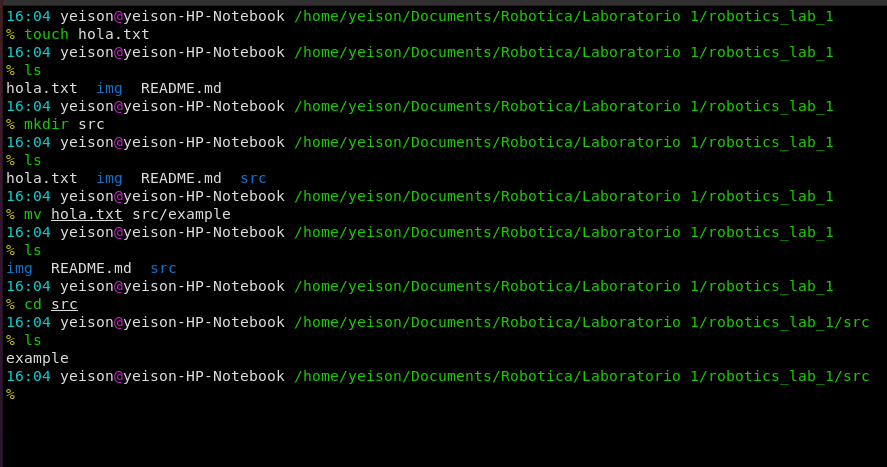 16:04 yeison@yeison-HP-Notebook /home/yeison/Documents/Robotica/Laboratorio 1/robotics_lab_1
% touch hola.txt
16:04 yeison@yeison-HP-Notebook /home/yeison/Documents/Robotica/Laboratorio 1/robotics_lab_1
% ls
hola.txt  img  README.md
16:04 yeison@yeison-HP-Notebook /home/yeison/Documents/Robotica/Laboratorio 1/robotics_lab_1
% mkdir src
16:04 yeison@yeison-HP-Notebook /home/yeison/Documents/Robotica/Laboratorio 1/robotics_lab_1
% ls
hola.txt  img  README.md  src
16:04 yeison@yeison-HP-Notebook /home/yeison/Documents/Robotica/Laboratorio 1/robotics_lab_1
% mv hola.txt src/example
16:04 yeison@yeison-HP-Notebook /home/yeison/Documents/Robotica/Laboratorio 1/robotics_lab_1
% ls
img  README.md  src
16:04 yeison@yeison-HP-Notebook /home/yeison/Documents/Robotica/Laboratorio 1/robotics_lab_1
% cd src
16:04 yeison@yeison-HP-Notebook /home/yeison/Documents/Robotica/Laboratorio 1/robotics_lab_1/src
% ls
example
16:04 yeison@yeison-HP-Notebook /home/yeison/Documents/Robotica/Laboratorio 1/robotics_lab_1/src
%